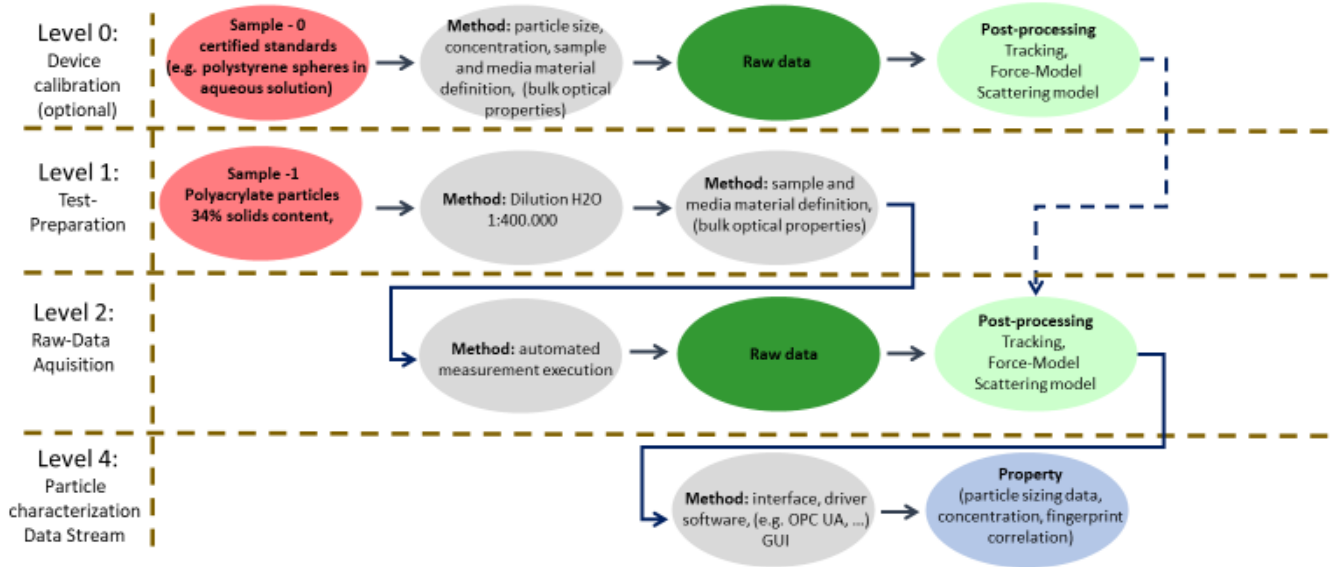 Level 0:
Device
calibration
(optional)
Sample - 0
certified standards
(e.g. polystyrene spheres in
aqueous solution)
Method: particle size,
concentration, sample
and media material
definition, (bulk optical
properties)
Raw data
Post-processing
Tracking,
Force-Model
Scattering model
Level 1:
Test-
Preparation
Sample -1
Polyacrylate particles
34% solids content,
Method: Dilution H2O
1:400.000
Method: sample and
media material definition,
(bulk optical properties)
Level 2:
Raw-Data
Aquisition
Method: automated
measurement execution
Raw data
Post-processing
Tracking,
Force-Model
Scattering model
Level 4:
Particle
characterization
Data Stream
Method: interface, driver
software, (e.g. OPC UA, ...)
GUI
Property
(particle sizing data,
concentration, fingerprint
correlation)